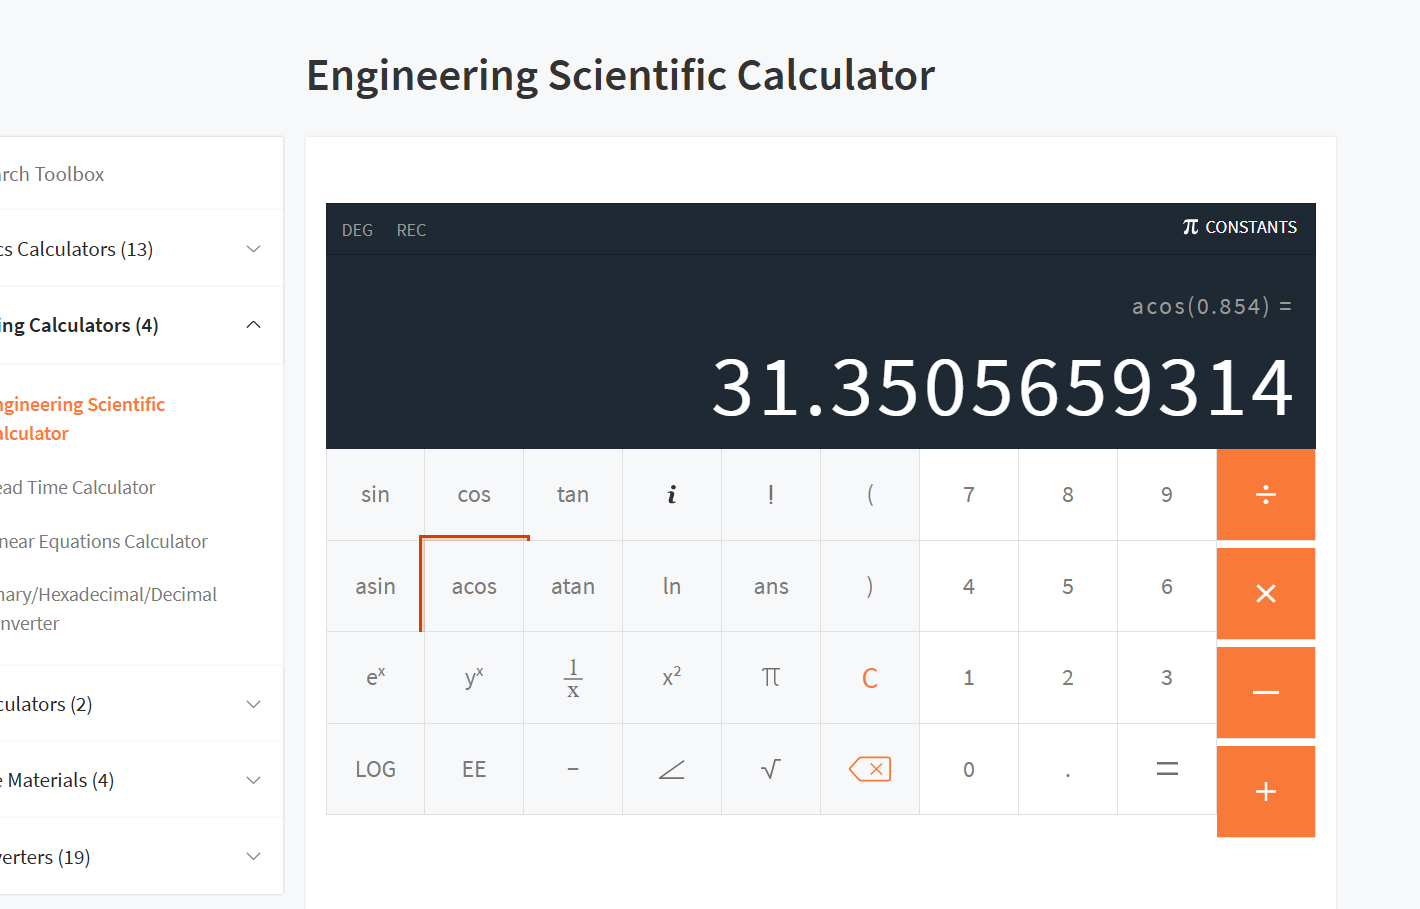 Engineering Scientific Calculator
rch Toolbox
cs Calculators (13)
ing Calculators (4)
ngineering Scientific
alculator
ead Time Calculator
near Equations Calculator
nary/Hexadecimal/Decimal
nverter
culators (2)
e Materials (4)
verters (19)
DEG REC π CONSTANTS
acos(0.854) =
31.3505659314
sin cos tan i ! ( 7 8 9 ÷
asin acos atan ln ans ) 4 5 6 ×
eˣ yˣ 1/x x² π C 1 2 3 −
LOG EE − ∠ √ 0 . = +